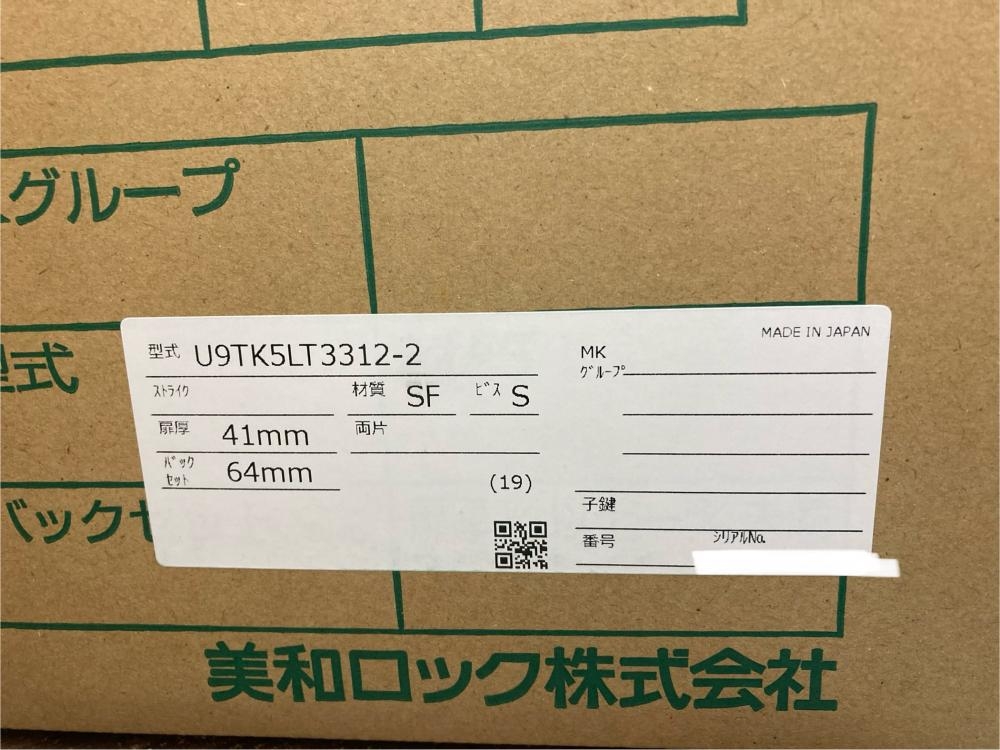 グループ
型式
バックセ
型式 U9TK5LT3312-2
ストライク 材質 SF ビス S
扉厚 41mm 両片
バックセット 64mm
(19)
MADE IN JAPAN
MK
グループ
子鍵
番号 シリアルNo.
美和ロック株式会社